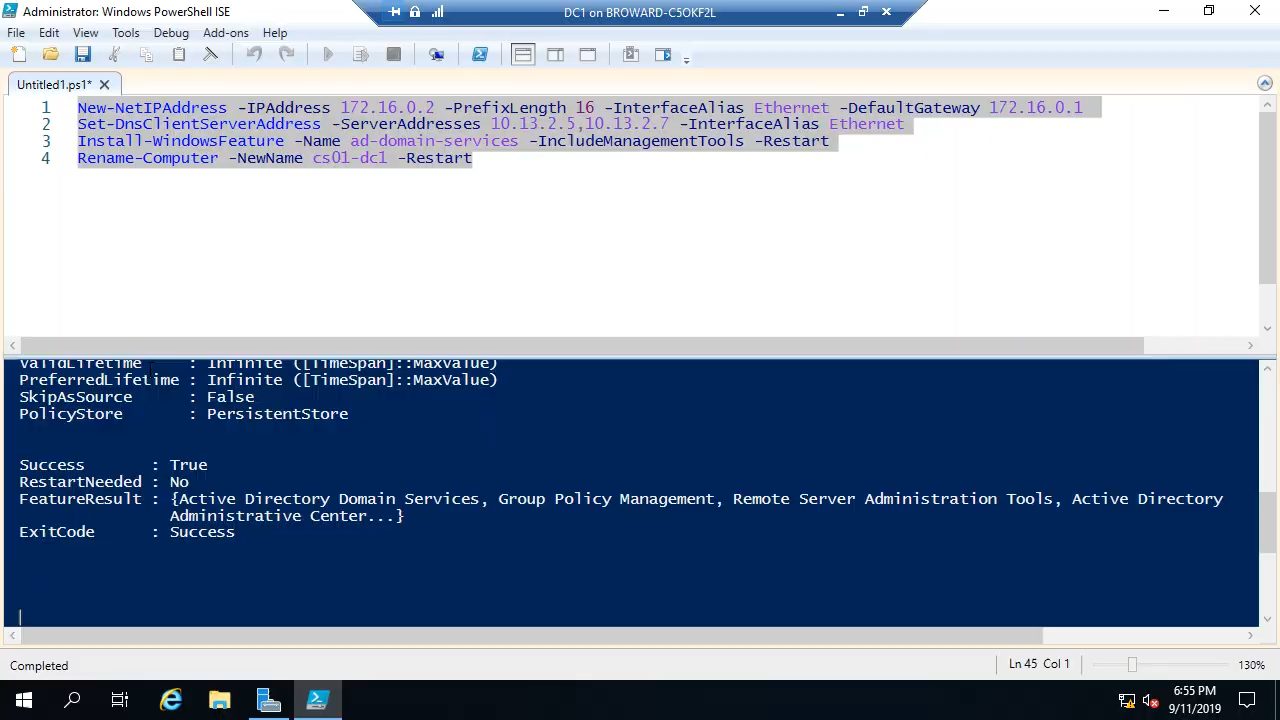 Administrator: Windows PowerShell ISE
DC1 on BROWARD-C5OKF2L
File Edit View Tools Debug Add-ons Help
Untitled1.ps1*
1 New-NetIPAddress -IPAddress 172.16.0.2 -PrefixLength 16 -InterfaceAlias Ethernet -DefaultGateway 172.16.0.1
2 Set-DnsClientServerAddress -ServerAddresses 10.13.2.5,10.13.2.7 -InterfaceAlias Ethernet
3 Install-WindowsFeature -Name ad-domain-services -IncludeManagementTools -Restart
4 Rename-Computer -NewName cs01-dc1 -Restart
ValidLifetime : Infinite ([TimeSpan]::MaxValue)
PreferredLifetime : Infinite ([TimeSpan]::MaxValue)
SkipAsSource : False
PolicyStore : PersistentStore
Success : True
RestartNeeded : No
FeatureResult : {Active Directory Domain Services, Group Policy Management, Remote Server Administration Tools, Active Directory
Administrative Center...}
ExitCode : Success
Completed
Ln 45 Col 1
130%
6:55 PM
9/11/2019